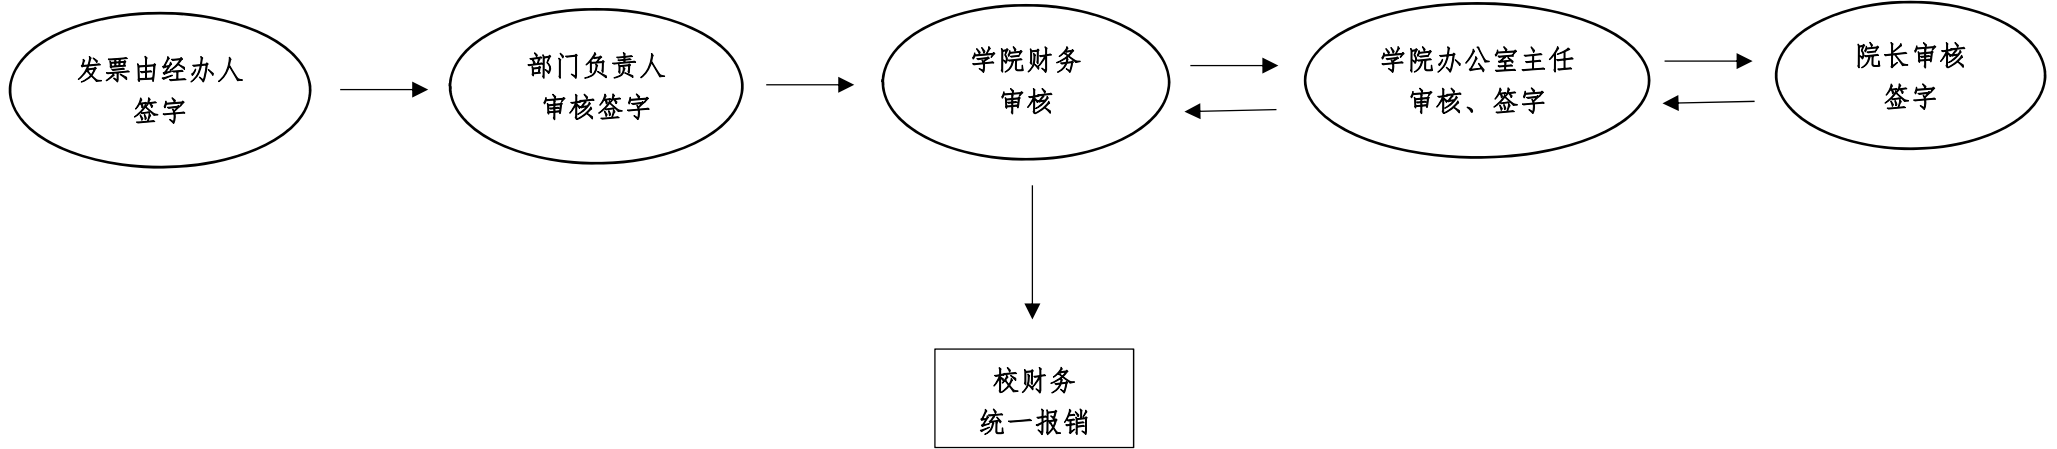 发票由经办人
签字
部门负责人
审核签字
学院财务
审核
学院办公室主任
审核、签字
院长审核
签字
校财务
统一报销